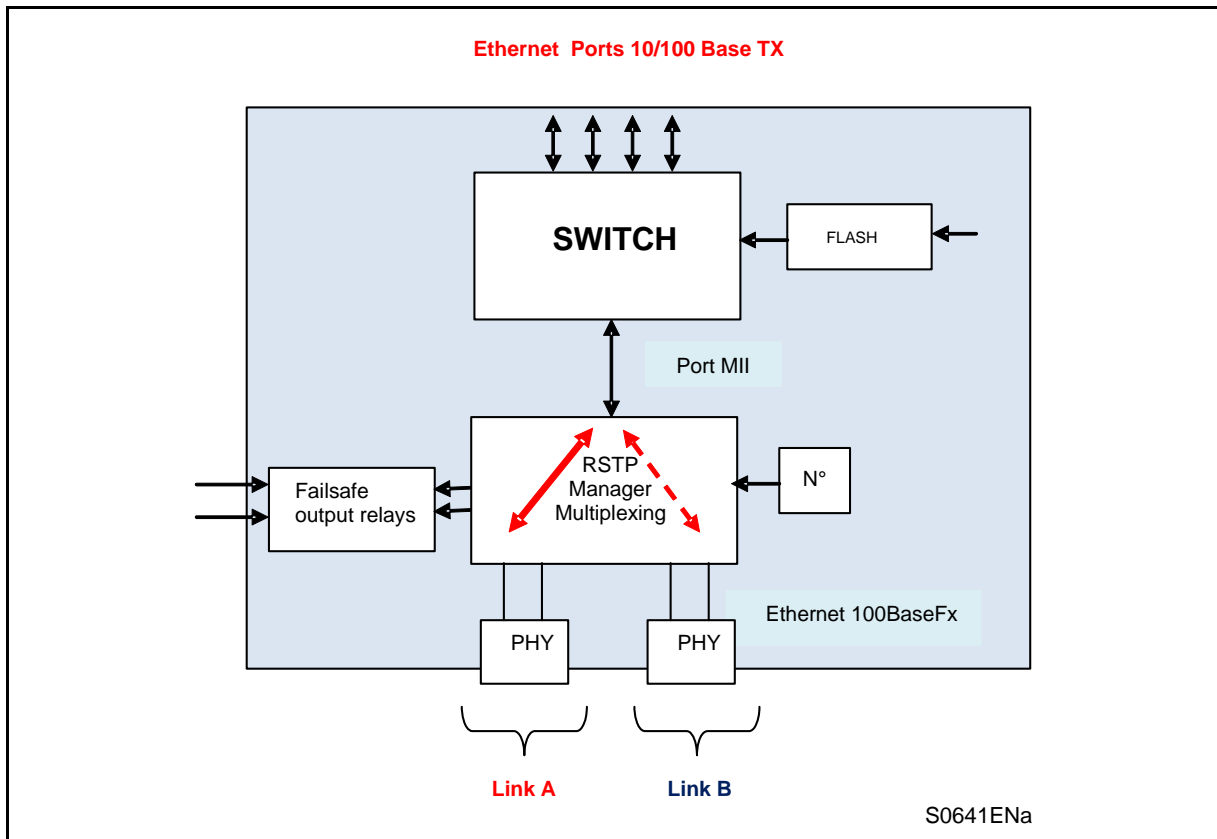 Ethernet Ports 10/100 Base TX
SWITCH
FLASH
Port MII
RSTP
Manager
Multiplexing
N°
Failsafe
output relays
Ethernet 100BaseFx
PHY
PHY
Link A
Link B
S0641ENa